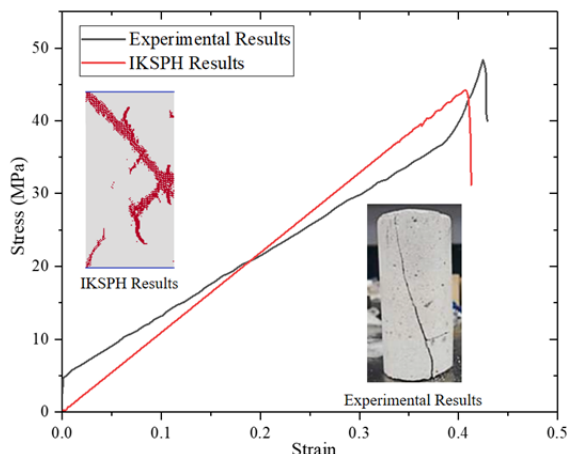 Experimental Results
IKSPH Results
50
40
30
20
10
0
Stress (MPa)
IKSPH Results
Experimental Results
0.0
0.1
0.2
0.3
0.4
0.5
Strain